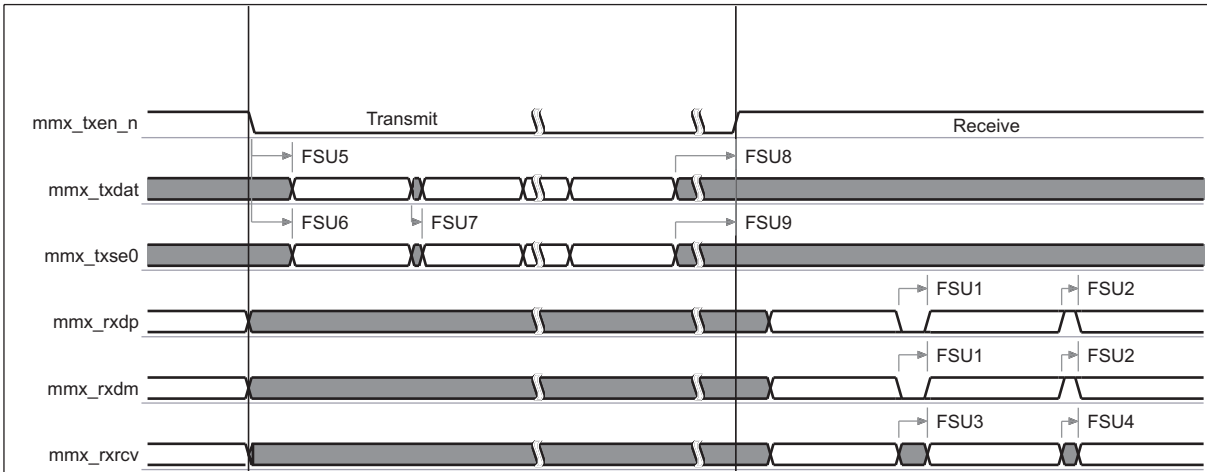 mmx_txen_n
Transmit
Receive
FSU5
FSU8
mmx_txdat
FSU6
FSU7
FSU9
mmx_txse0
FSU1
FSU2
mmx_rxdp
FSU1
FSU2
mmx_rxdm
FSU3
FSU4
mmx_rxrcv